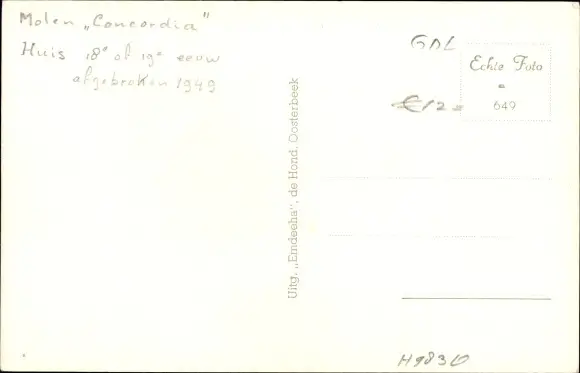 Molen „Concordia"
Huis 18e of 19e eeuw
afgebroken 1949
GDL
€12=
Echte Foto
649
Uitg. „Emdeeha", de Hond, Oosterbeek
H9830